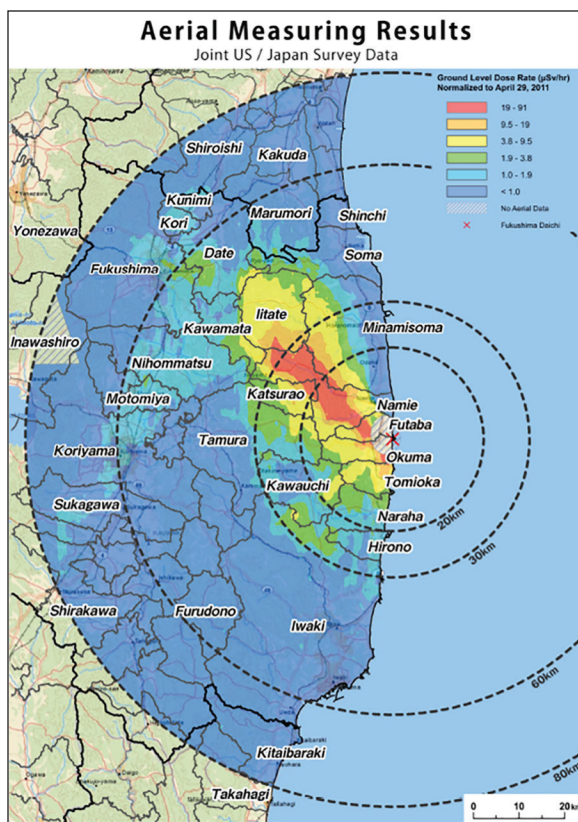 Aerial Measuring Results
Joint US / Japan Survey Data
Ground Level Dose Rate (µSv/hr)
Normalized to April 29, 2011
19 - 91
9.5 - 19
3.8 - 9.5
1.9 - 3.8
1.0 - 1.9
< 1.0
No Aerial Data
Fukushima Daichi
Shiroishi
Kakuda
Kunimi
Yonezawa
Kori
Marumori
Shinchi
Date
Soma
Fukushima
Iitate
Inawashiro
Kawamata
Minamisoma
Nihommatsu
Motomiya
Katsurao
Namie
Futaba
Koriyama
Tamura
Okuma
Kawauchi
Tomioka
Sukagawa
Naraha
20km
Hirono
30km
Shirakawa
Furudono
Iwaki
60km
Kitaibaraki
80km
Takahagi
0 10 20 km